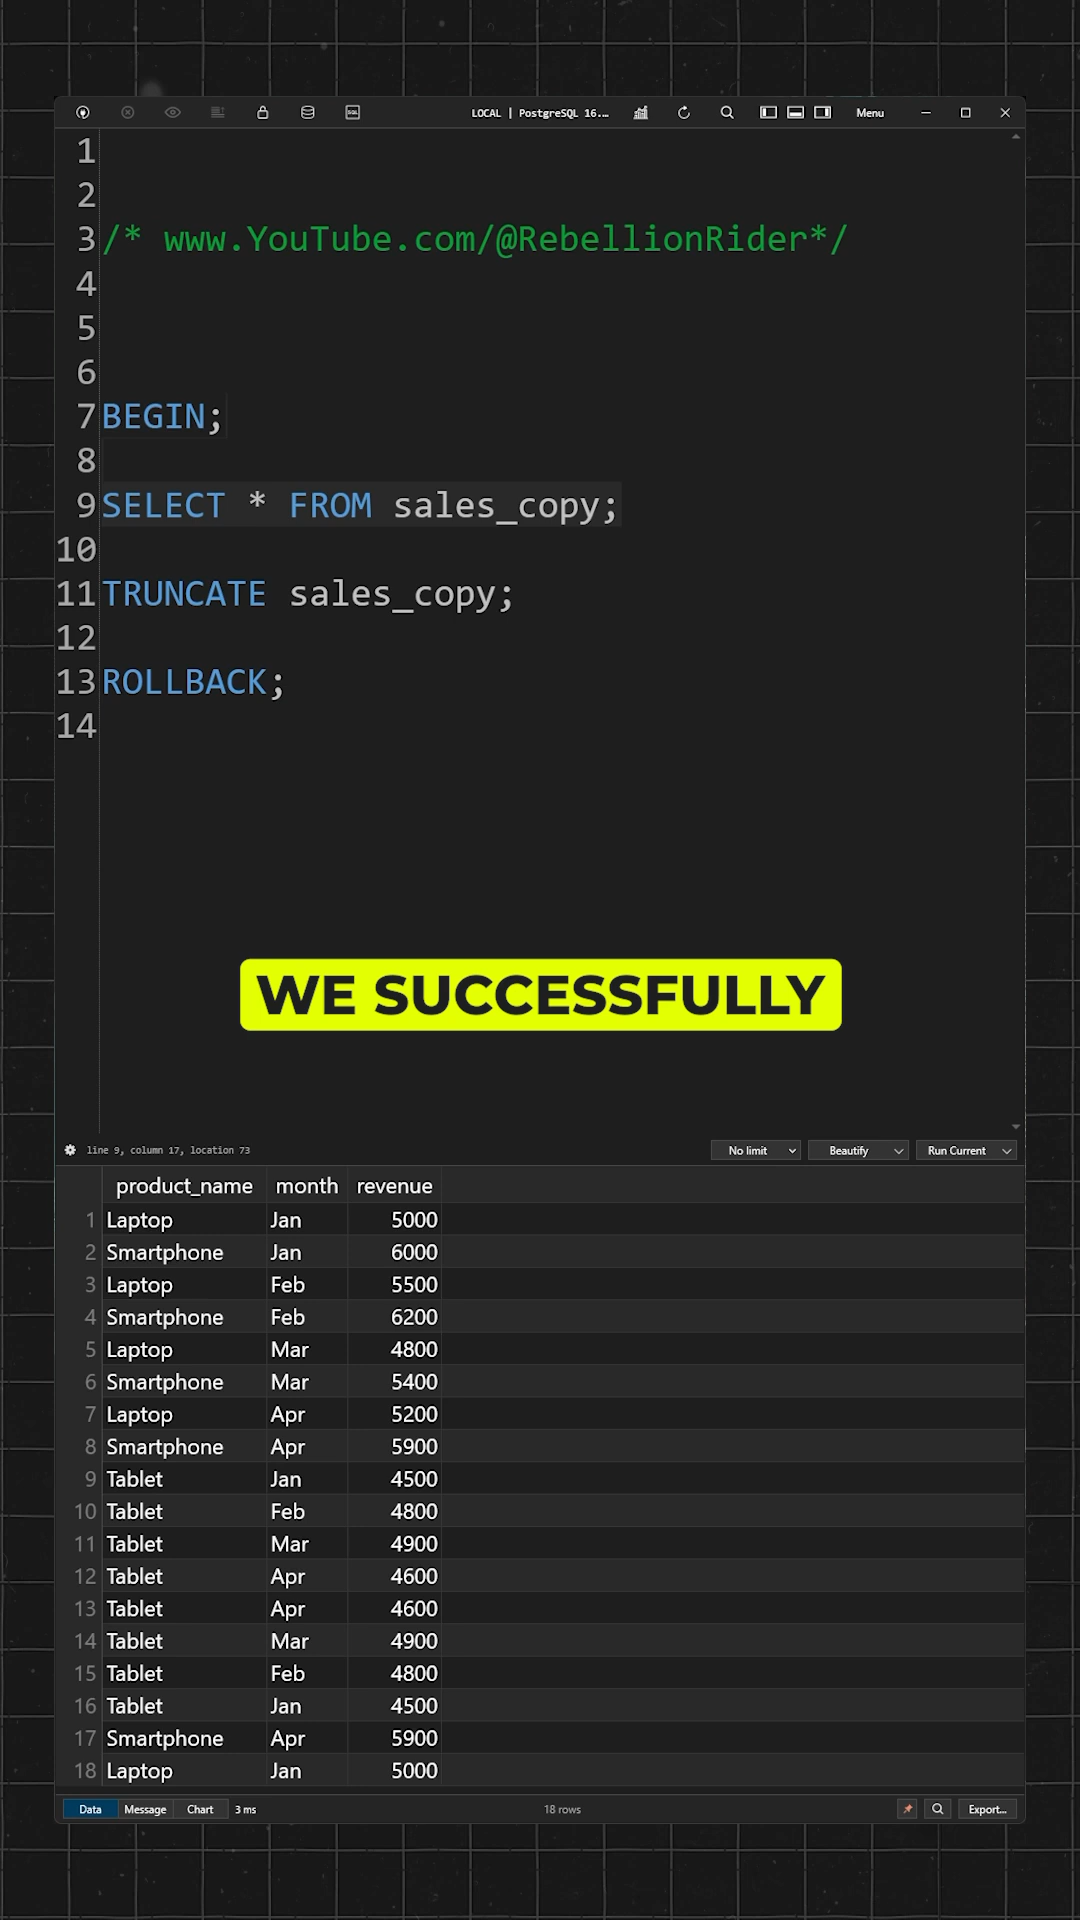 LOCAL | PostgreSQL 16.… Menu
1
2
3 /* www.YouTube.com/@RebellionRider*/
4
5
6
7 BEGIN;
8
9 SELECT * FROM sales_copy;
10
11 TRUNCATE sales_copy;
12
13 ROLLBACK;
14
WE SUCCESSFULLY
line 9, column 17, location 73 No limit Beautify Run Current
product_name month revenue
1 Laptop Jan 5000
2 Smartphone Jan 6000
3 Laptop Feb 5500
4 Smartphone Feb 6200
5 Laptop Mar 4800
6 Smartphone Mar 5400
7 Laptop Apr 5200
8 Smartphone Apr 5900
9 Tablet Jan 4500
10 Tablet Feb 4800
11 Tablet Mar 4900
12 Tablet Apr 4600
13 Tablet Apr 4600
14 Tablet Mar 4900
15 Tablet Feb 4800
16 Tablet Jan 4500
17 Smartphone Apr 5900
18 Laptop Jan 5000
Data Message Chart 3 ms 18 rows Export...